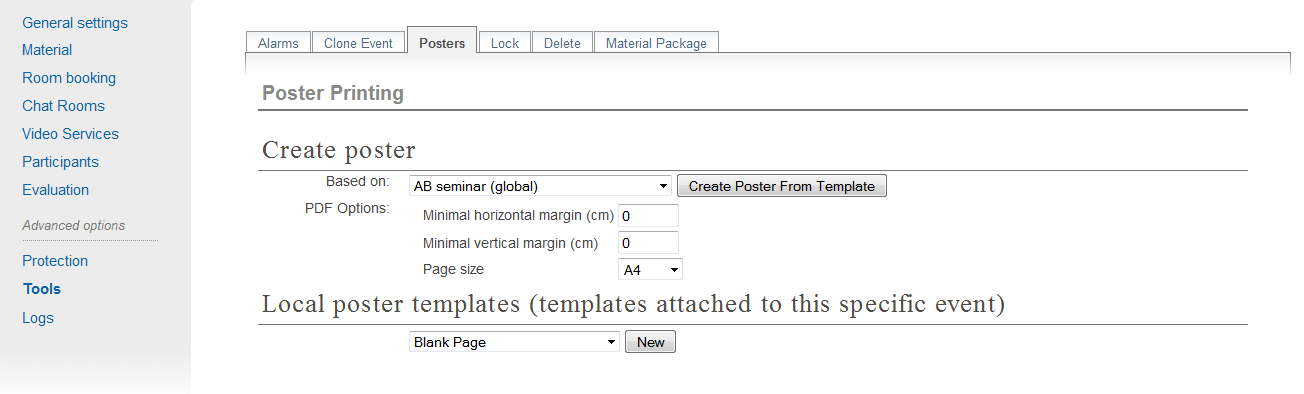 General settings
Material
Room booking
Chat Rooms
Video Services
Participants
Evaluation
Advanced options
Protection
Tools
Logs
Alarms Clone Event Posters Lock Delete Material Package
Poster Printing
Create poster
Based on: AB seminar (global) Create Poster From Template
PDF Options:
Minimal horizontal margin (cm) 0
Minimal vertical margin (cm) 0
Page size A4
Local poster templates (templates attached to this specific event)
Blank Page New